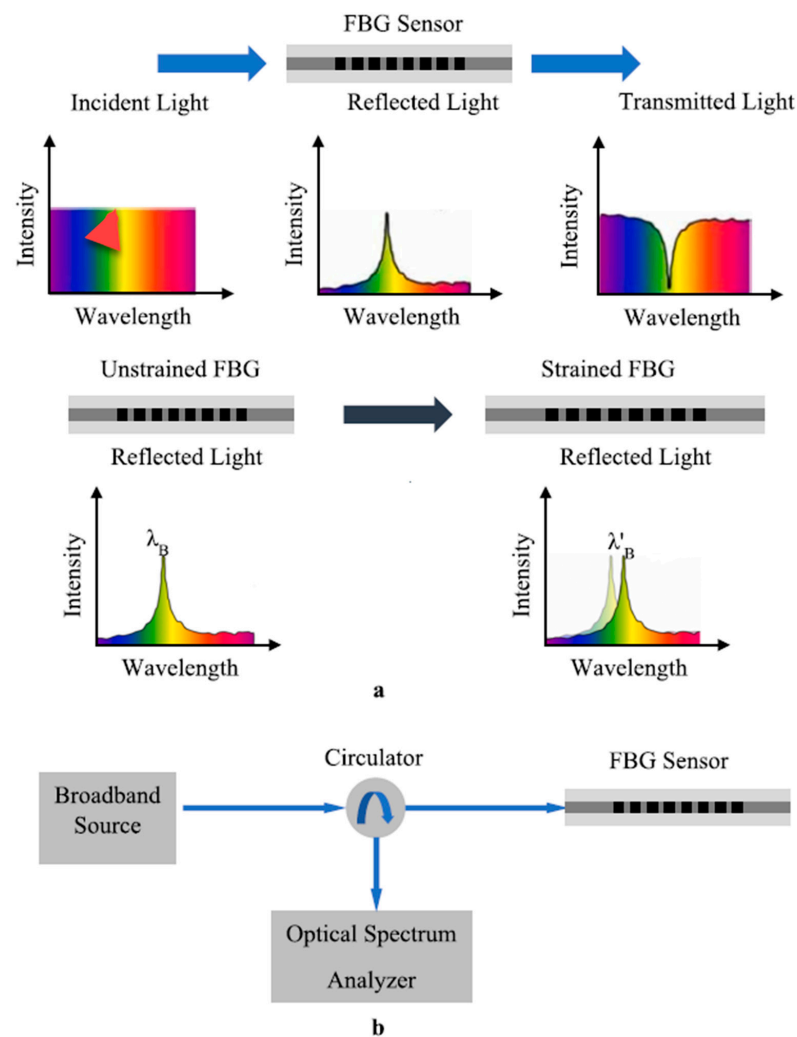 FBG Sensor
Incident Light
Reflected Light
Transmitted Light
Intensity
Wavelength
Intensity
Wavelength
Intensity
Wavelength
Unstrained FBG
Strained FBG
Reflected Light
Reflected Light
λB
Intensity
Wavelength
λ'B
Intensity
Wavelength
a
Circulator
FBG Sensor
Broadband
Source
Optical Spectrum
Analyzer
b